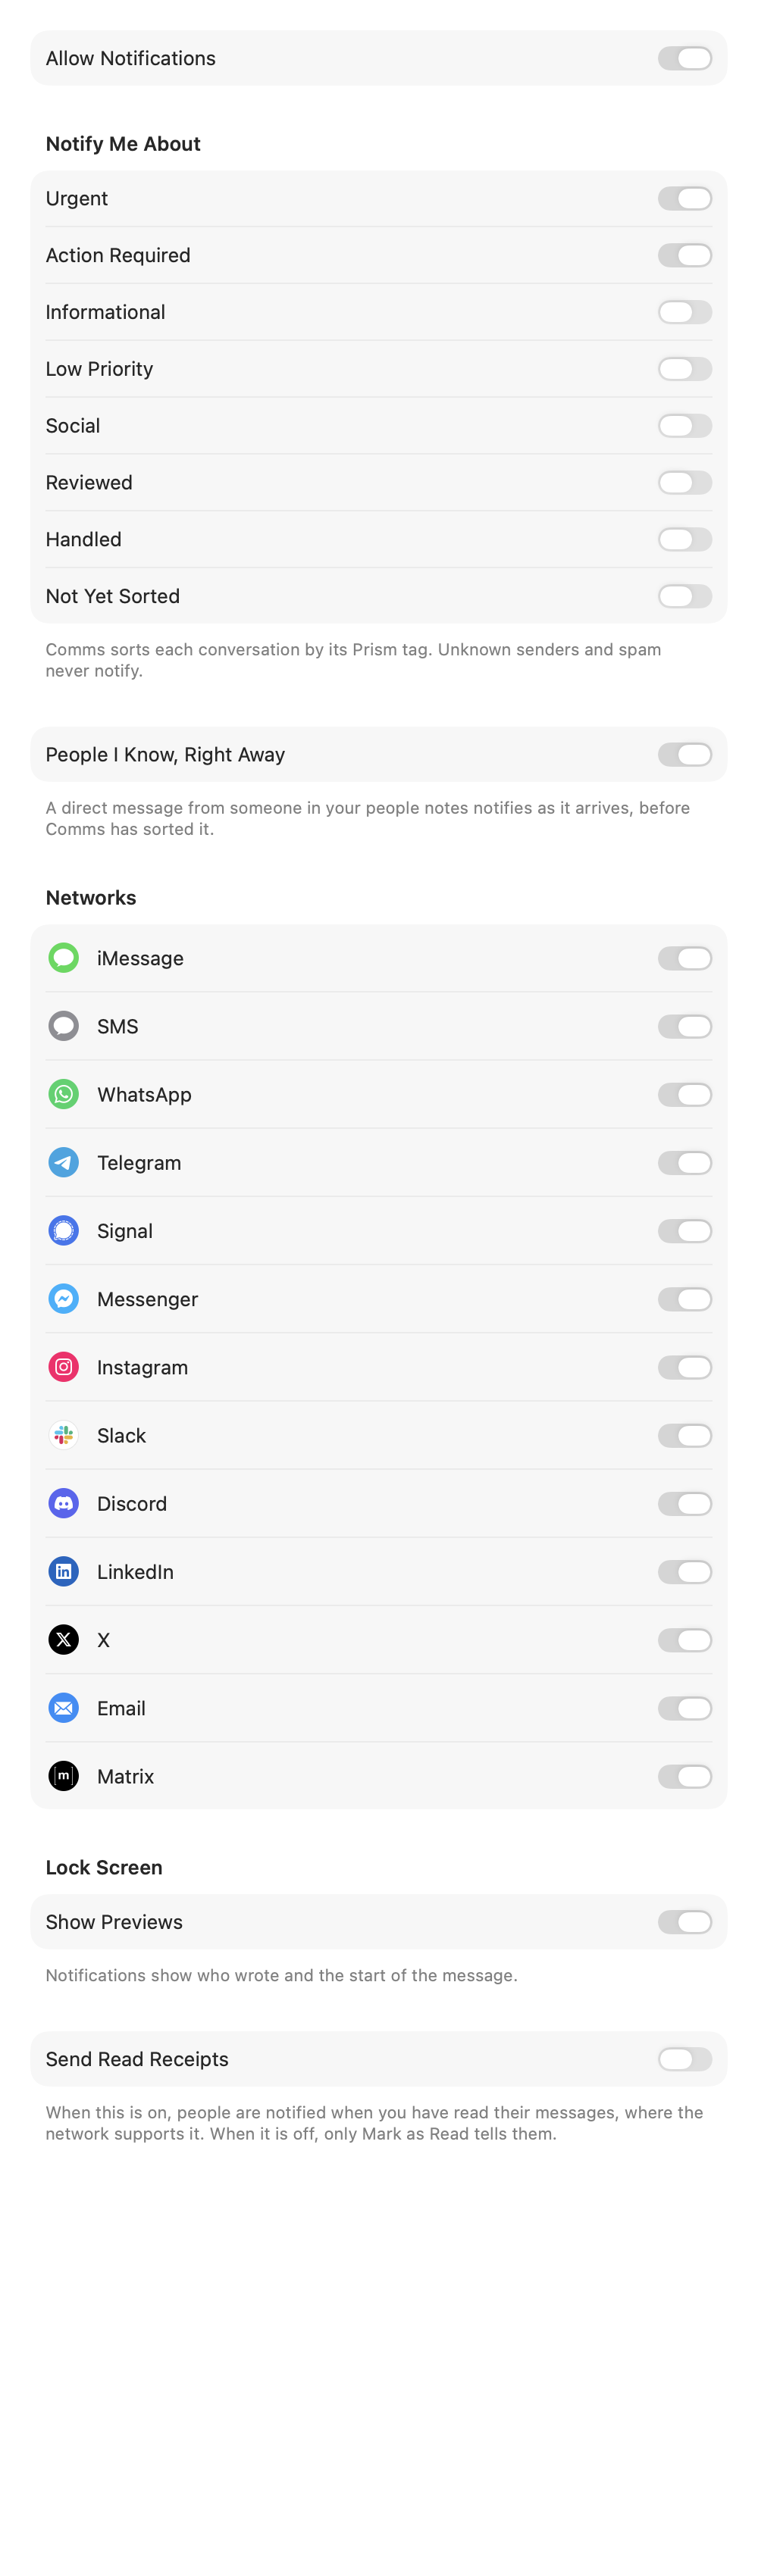 Allow Notifications
Notify Me About
Urgent
Action Required
Informational
Low Priority
Social
Reviewed
Handled
Not Yet Sorted
Comms sorts each conversation by its Prism tag. Unknown senders and spam
never notify.
People I Know, Right Away
A direct message from someone in your people notes notifies as it arrives, before
Comms has sorted it.
Networks
iMessage
SMS
WhatsApp
Telegram
Signal
Messenger
Instagram
Slack
Discord
in LinkedIn
X
Email
[m] Matrix
Lock Screen
Show Previews
Notifications show who wrote and the start of the message.
Send Read Receipts
When this is on, people are notified when you have read their messages, where the
network supports it. When it is off, only Mark as Read tells them.